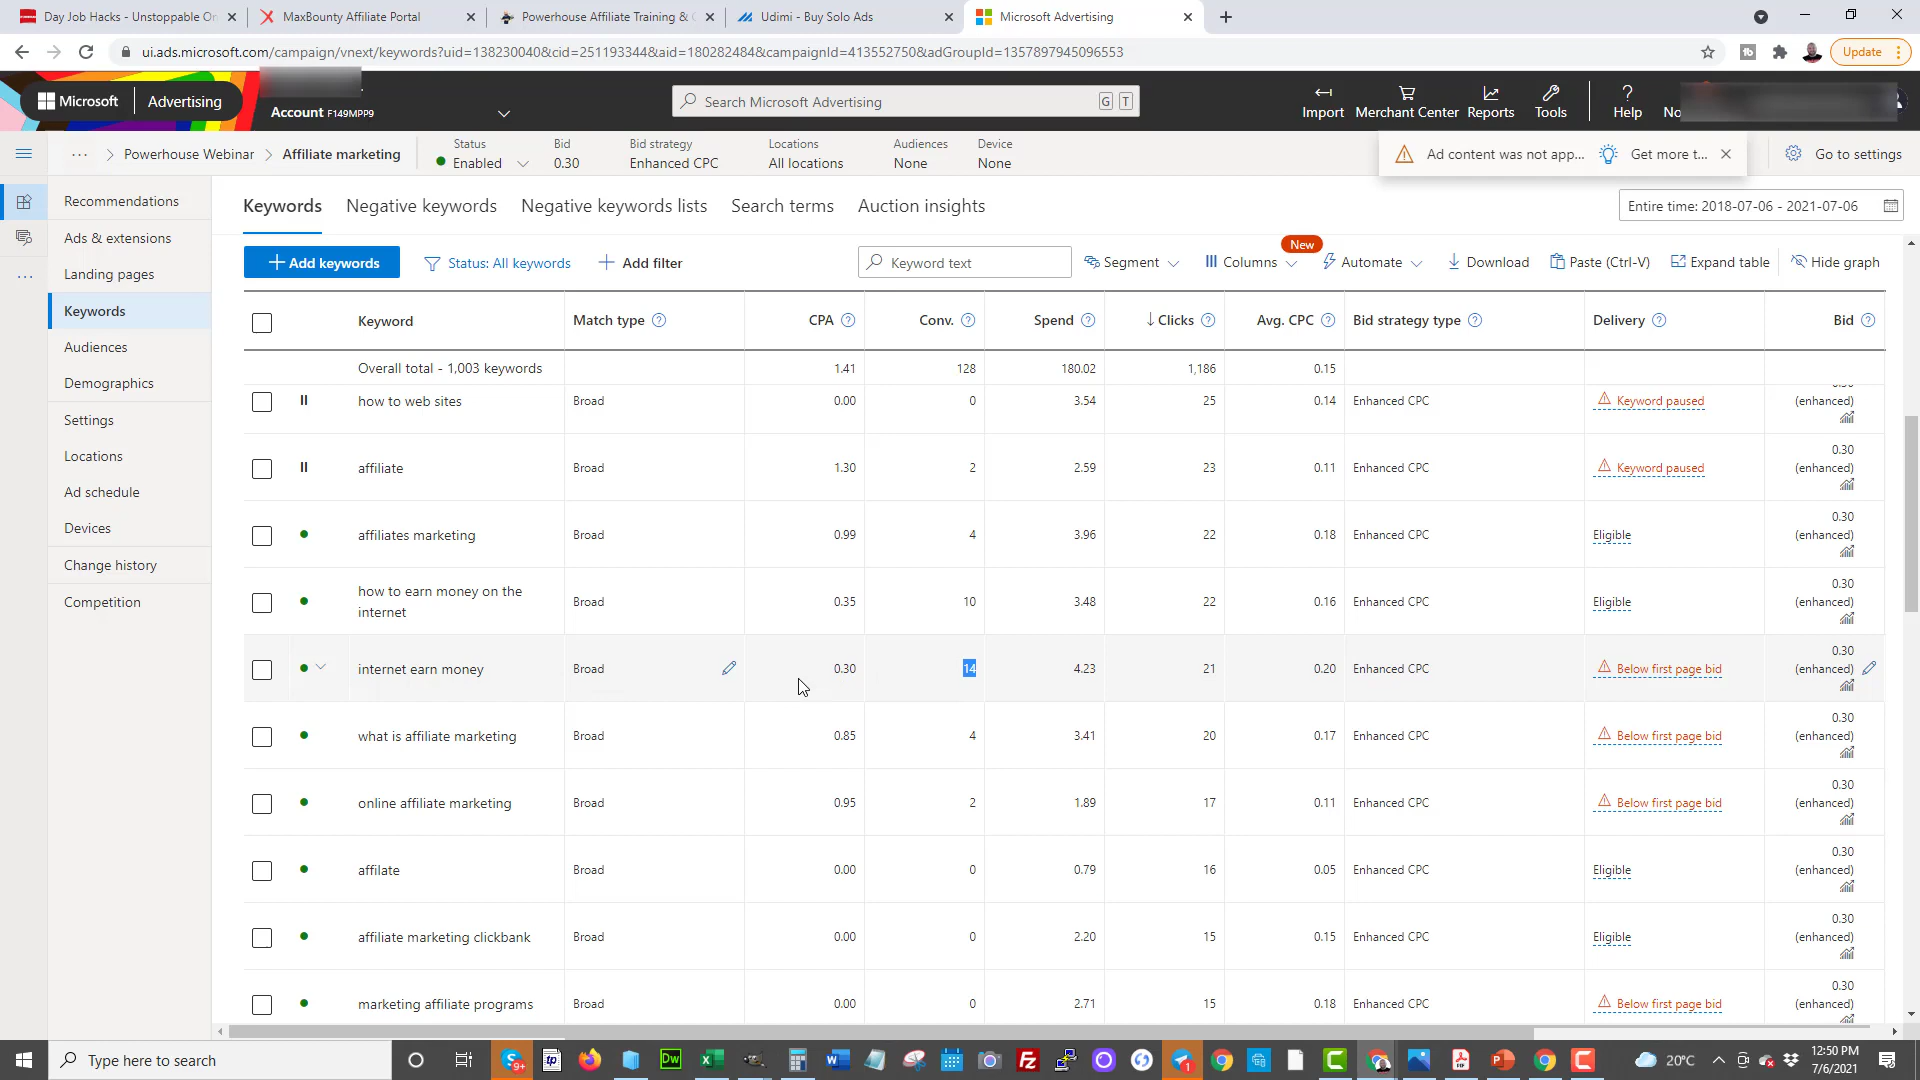 Day Job Hacks - Unstoppable On
MaxBounty Affiliate Portal
Powerhouse Affiliate Training &
Udimi - Buy Solo Ads
Microsoft Advertising
ui.ads.microsoft.com/campaign/vnext/keywords?uid=138230040&cid=251193344&aid=180282484&campaignId=413552750&adGroupId=1357897945096553
Update
Microsoft Advertising
Account F149MPP9
Search Microsoft Advertising G T
Import Merchant Center Reports Tools Help No
... > Powerhouse Webinar > Affiliate marketing
Status
Enabled
Bid
0.30
Bid strategy
Enhanced CPC
Locations
All locations
Audiences
None
Device
None
Ad content was not app... Get more t...
Go to settings
Recommendations
Ads & extensions
Landing pages
Keywords
Audiences
Demographics
Settings
Locations
Ad schedule
Devices
Change history
Competition
Keywords Negative keywords Negative keywords lists Search terms Auction insights
Entire time: 2018-07-06 - 2021-07-06
New
+ Add keywords Status: All keywords + Add filter Keyword text Segment Columns Automate Download Paste (Ctrl-V) Expand table Hide graph
Keyword Match type CPA Conv. Spend ↓ Clicks Avg. CPC Bid strategy type Delivery Bid
Overall total - 1,003 keywords 1.41 128 180.02 1,186 0.15
how to web sites Broad 0.00 0 3.54 25 0.14 Enhanced CPC Keyword paused (enhanced)
0.30
affiliate Broad 1.30 2 2.59 23 0.11 Enhanced CPC Keyword paused (enhanced)
0.30
affiliates marketing Broad 0.99 4 3.96 22 0.18 Enhanced CPC Eligible (enhanced)
0.30
how to earn money on the
internet Broad 0.35 10 3.48 22 0.16 Enhanced CPC Eligible (enhanced)
0.30
internet earn money Broad 0.30 14 4.23 21 0.20 Enhanced CPC Below first page bid (enhanced)
0.30
what is affiliate marketing Broad 0.85 4 3.41 20 0.17 Enhanced CPC Below first page bid (enhanced)
0.30
online affiliate marketing Broad 0.95 2 1.89 17 0.11 Enhanced CPC Below first page bid (enhanced)
0.30
affilate Broad 0.00 0 0.79 16 0.05 Enhanced CPC Eligible (enhanced)
0.30
affiliate marketing clickbank Broad 0.00 0 2.20 15 0.15 Enhanced CPC Eligible (enhanced)
0.30
marketing affiliate programs Broad 0.00 0 2.71 15 0.18 Enhanced CPC Below first page bid (enhanced)
Type here to search
20°C
12:50 PM
7/6/2021